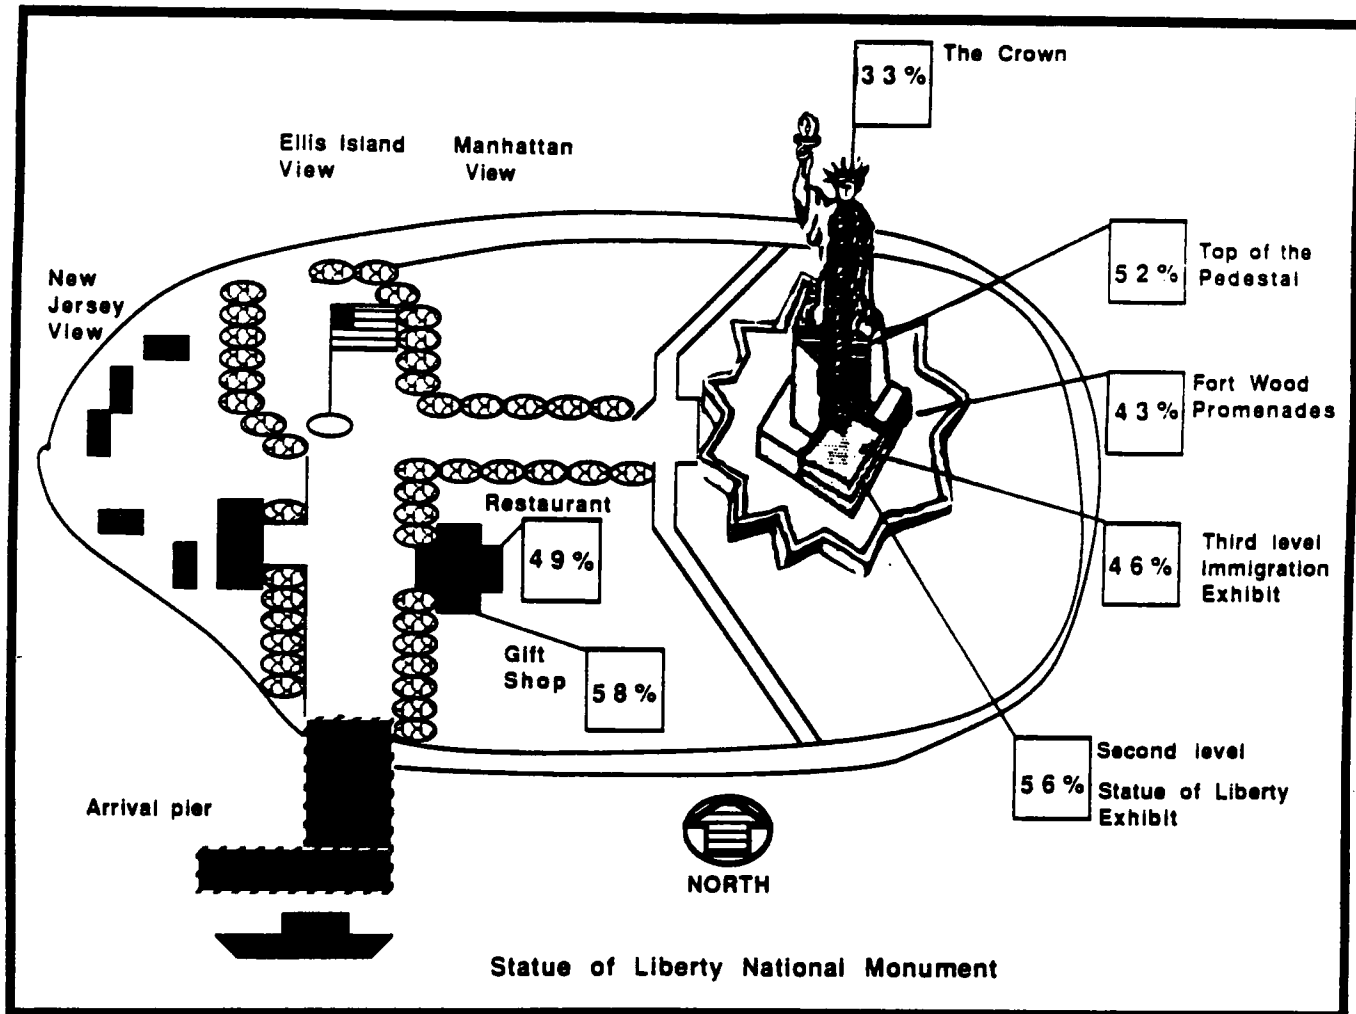 33%
The Crown
Ellis Island
View
Manhattan
View
New
Jersey
View
52%
Top of the
Pedestal
43%
Fort Wood
Promenades
Restaurant
49%
46%
Third level
Immigration
Exhibit
Gift
Shop
58%
56%
Second level
Statue of Liberty
Exhibit
Arrival pier
NORTH
Statue of Liberty National Monument